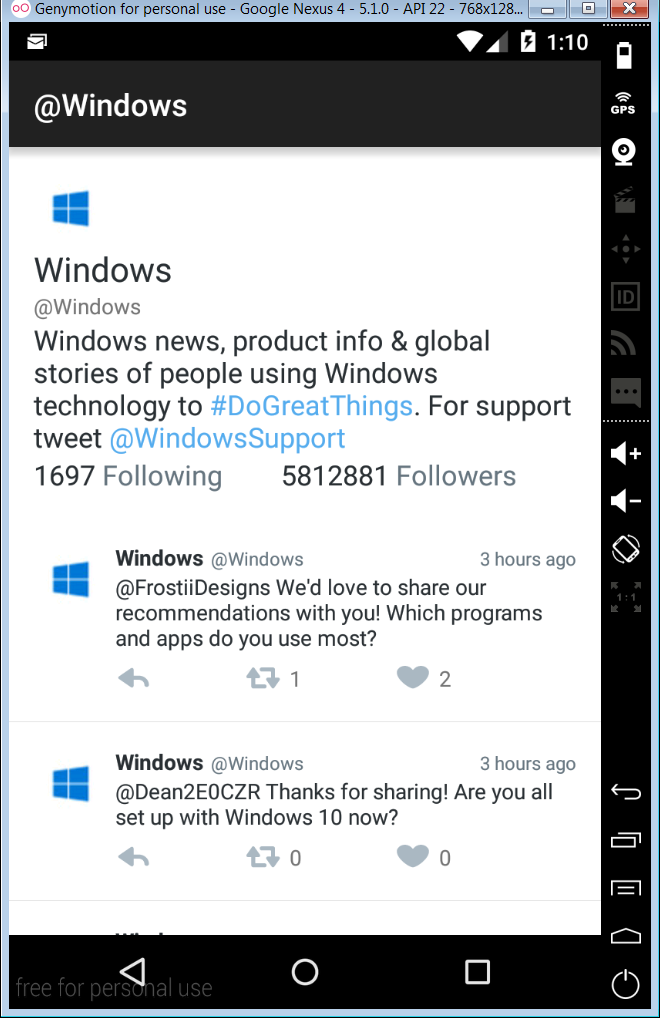 Genymotion for personal use - Google Nexus 4 - 5.1.0 - API 22 - 768x128...
1:10
GPS
@Windows
ID
Windows
@Windows
Windows news, product info & global
stories of people using Windows
technology to #DoGreatThings. For support
tweet @WindowsSupport
1697 Following 5812881 Followers
Windows @Windows 3 hours ago
@FrostiiDesigns We'd love to share our
recommendations with you! Which programs
and apps do you use most?
1 2
1:1
Windows @Windows 3 hours ago
@Dean2E0CZR Thanks for sharing! Are you all
set up with Windows 10 now?
0 0
free for personal use